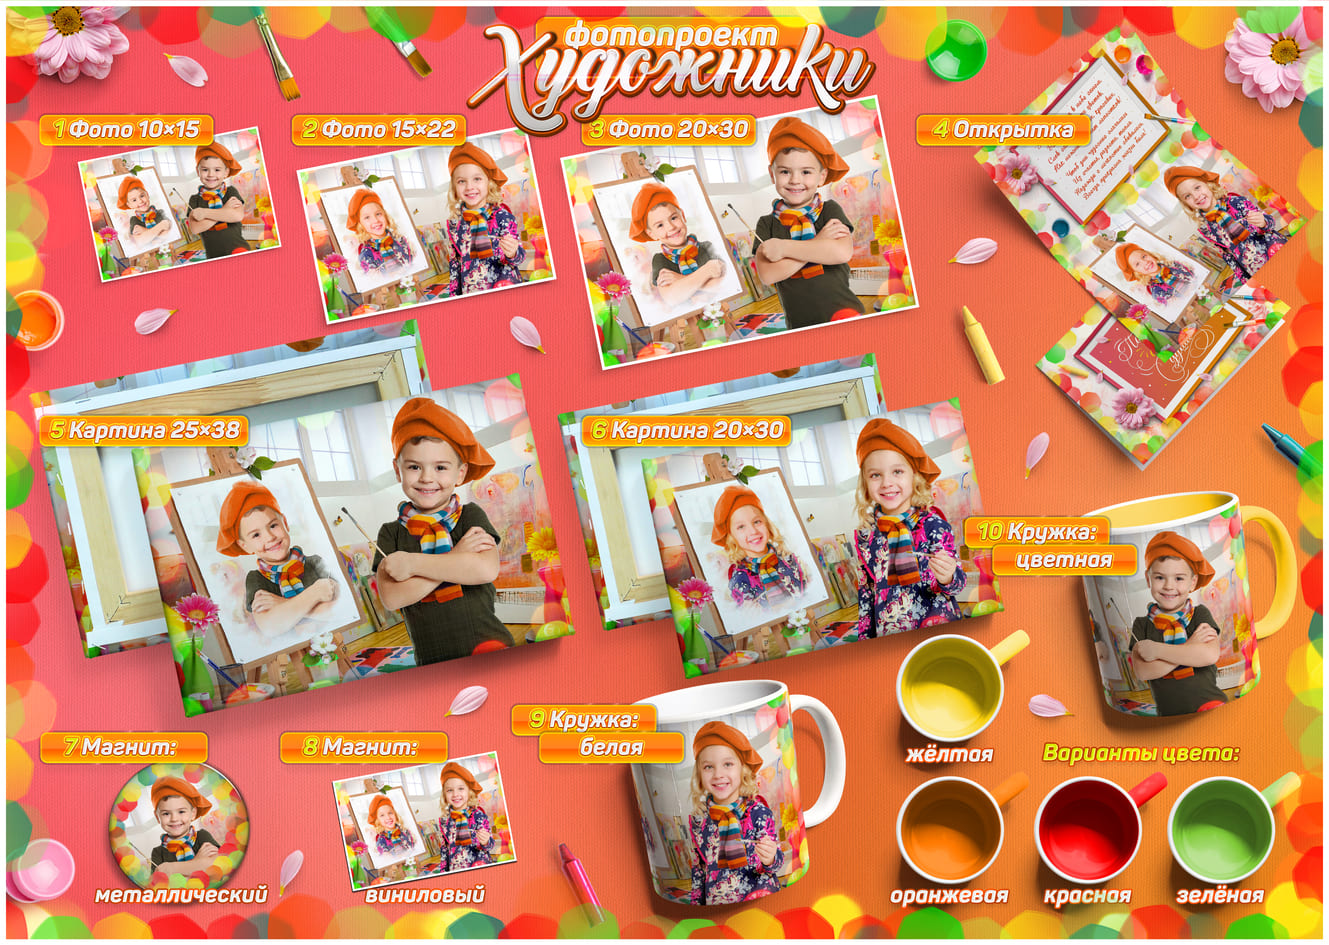 фотопроект
Художники
1 Фото 10×15
2 Фото 15×22
3 Фото 20×30
4 Открытка
5 Картина 25×38
6 Картина 20×30
10 Кружка:
цветная
7 Магнит:
металлический
8 Магнит:
виниловый
9 Кружка:
белая
жёлтая
Варианты цвета:
оранжевая
красная
зелёная